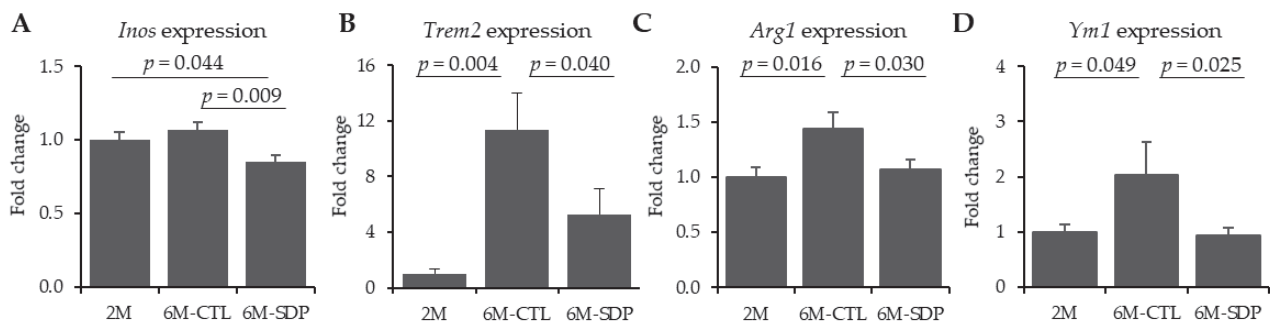 A
Inos expression
p = 0.044
p = 0.009
Fold change
1.5
1.0
0.5
0.0
2M
6M-CTL
6M-SDP
B
Trem2 expression
p = 0.004
p = 0.040
Fold change
16
12
8
4
0
2M
6M-CTL
6M-SDP
C
Arg1 expression
p = 0.016
p = 0.030
Fold change
2.0
1.5
1.0
0.5
0.0
2M
6M-CTL
6M-SDP
D
Ym1 expression
p = 0.049
p = 0.025
Fold change
4
3
2
1
0
2M
6M-CTL
6M-SDP